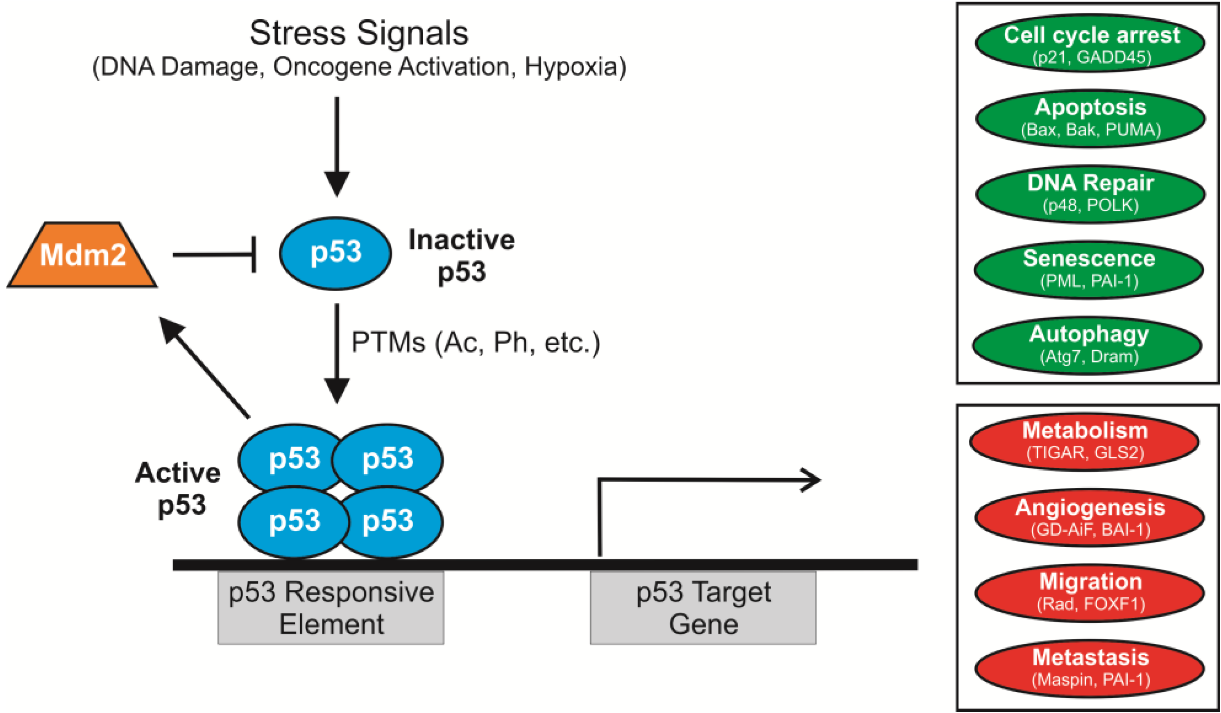 Stress Signals
(DNA Damage, Oncogene Activation, Hypoxia)
Mdm2
p53
Inactive
p53
PTMs (Ac, Ph, etc.)
Active
p53
p53
p53
p53
p53
p53 Responsive
Element
p53 Target
Gene
Cell cycle arrest
(p21, GADD45)
Apoptosis
(Bax, Bak, PUMA)
DNA Repair
(p48, POLK)
Senescence
(PML, PAI-1)
Autophagy
(Atg7, Dram)
Metabolism
(TIGAR, GLS2)
Angiogenesis
(GD-AiF, BAI-1)
Migration
(Rad, FOXF1)
Metastasis
(Maspin, PAI-1)